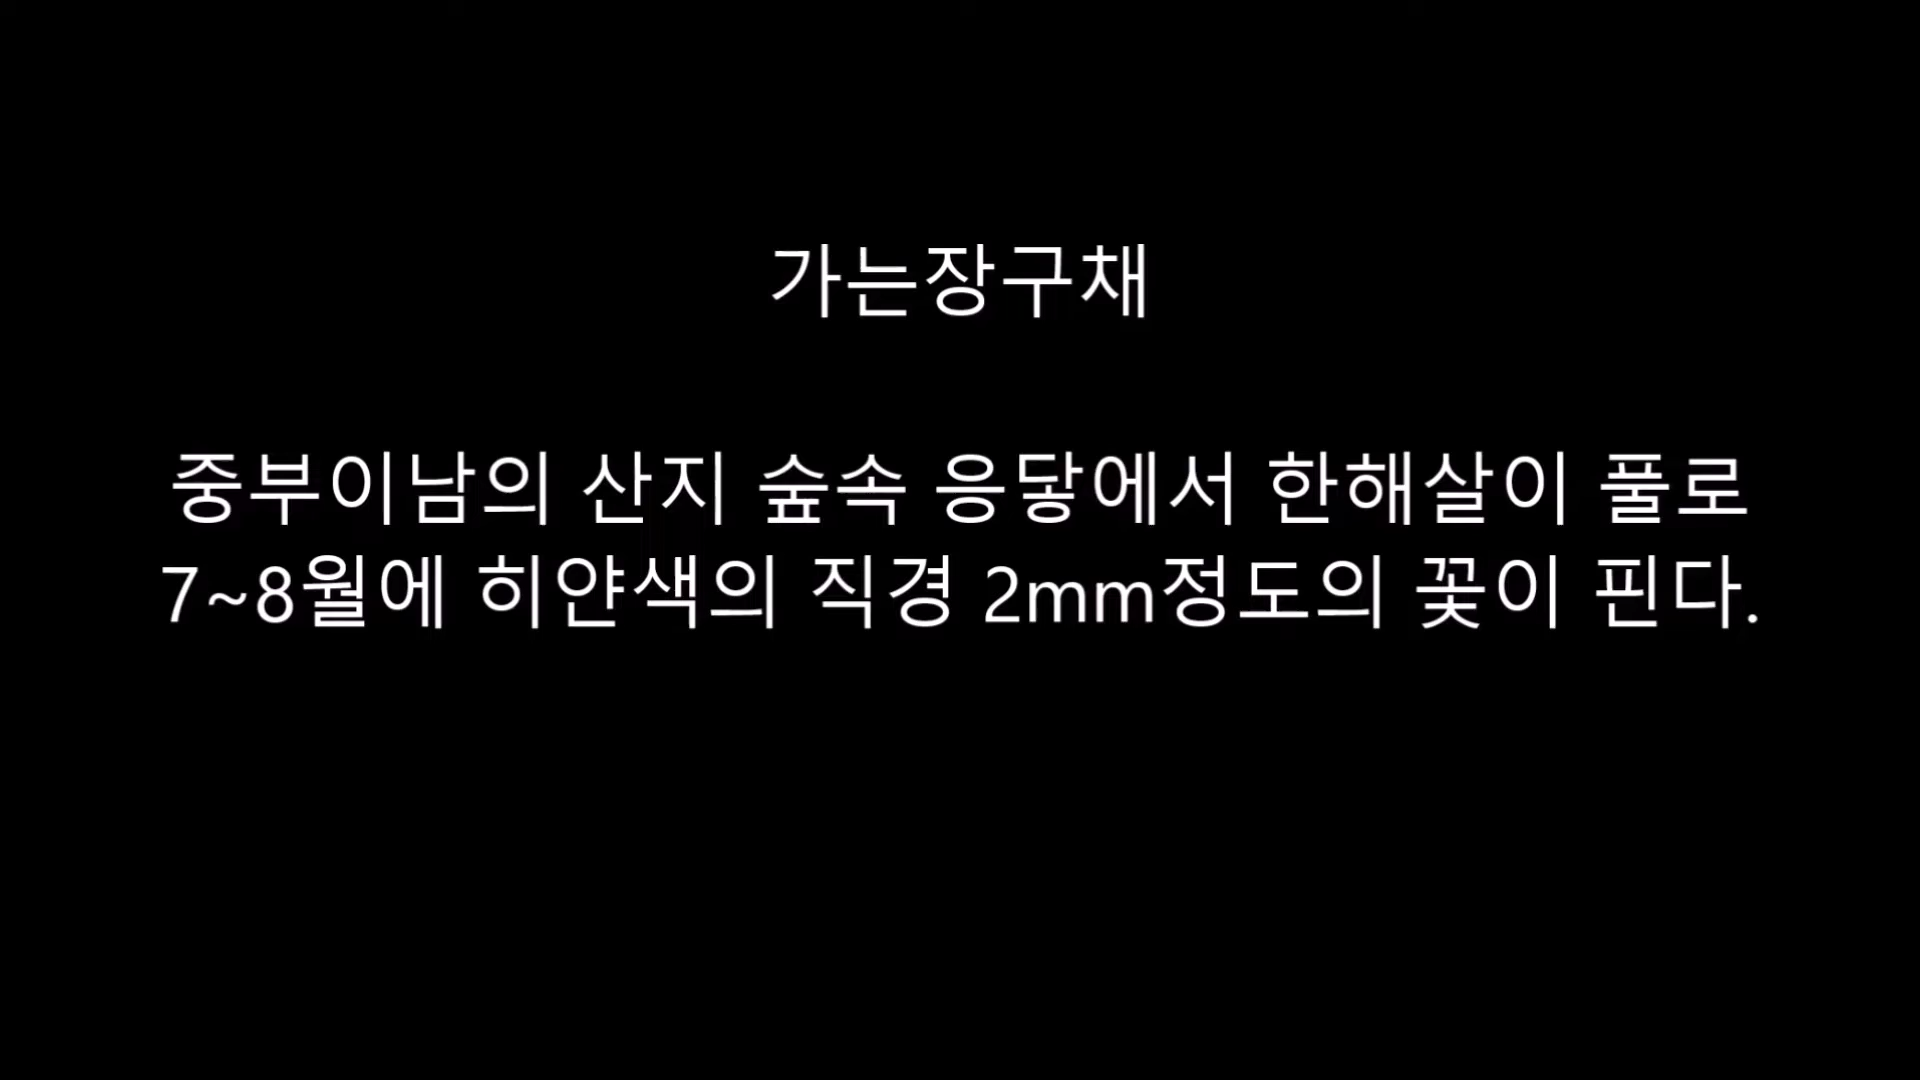 가는장구채
중부이남의 산지 숲속 응닿에서 한해살이 풀로
7~8월에 히얀색의 직경 2mm정도의 꽃이 핀다.